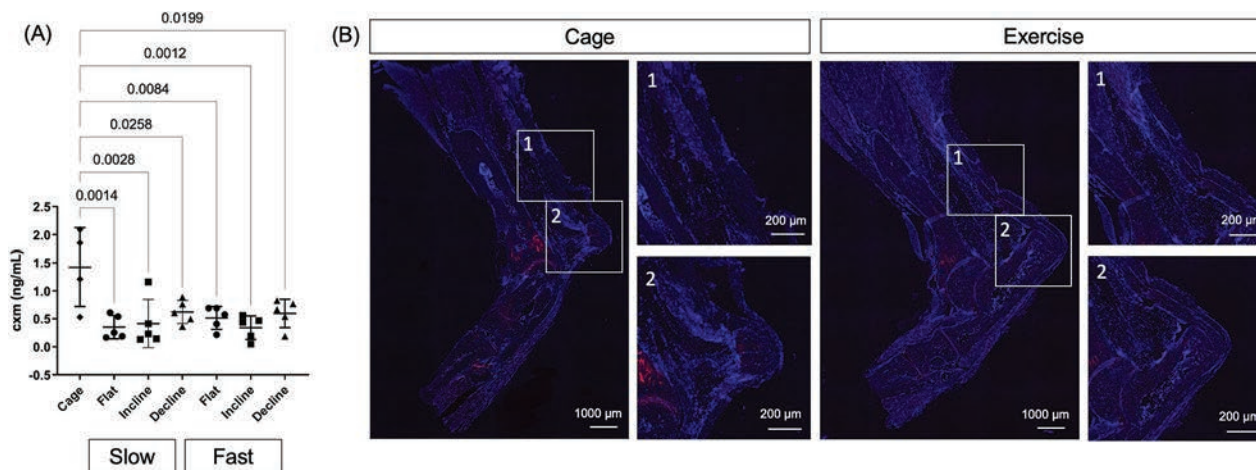 (A)
0.0199
0.0012
0.0084
0.0258
0.0028
0.0014
cxm (ng/mL)
2.5
2.0
1.5
1.0
0.5
0.0
-0.5
Cage
Flat
Incline
Decline
Flat
Incline
Decline
Slow
Fast
(B)
Cage
Exercise
1
2
1000 µm
1
200 µm
2
200 µm
1
2
1000 µm
1
200 µm
2
200 µm